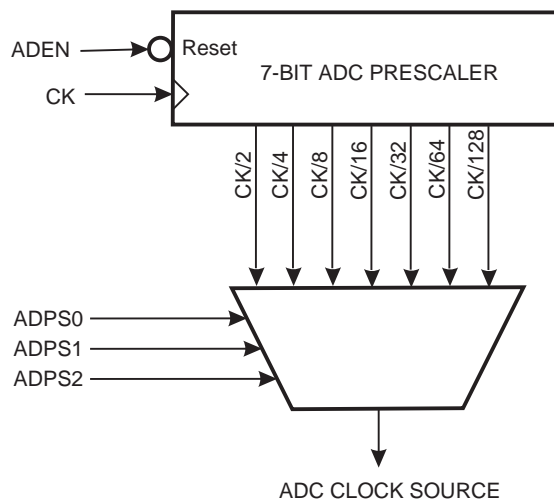 ADEN
Reset
7-BIT ADC PRESCALER
CK
CK/2
CK/4
CK/8
CK/16
CK/32
CK/64
CK/128
ADPS0
ADPS1
ADPS2
ADC CLOCK SOURCE